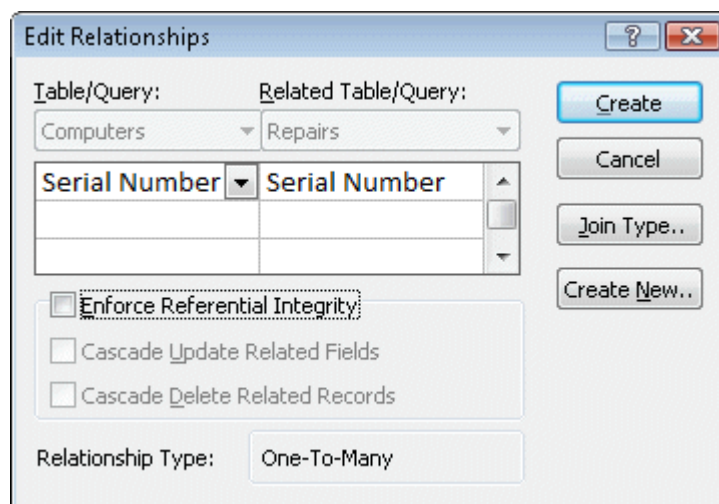 Edit Relationships
Table/Query: Related Table/Query:
Computers Repairs
Serial Number Serial Number
Enforce Referential Integrity
Cascade Update Related Fields
Cascade Delete Related Records
Relationship Type: One-To-Many
Create
Cancel
Join Type..
Create New..